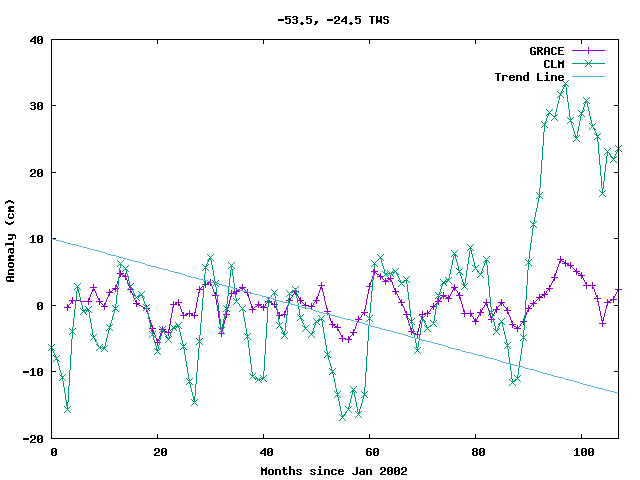 -53.5, -24.5 TWS
GRACE
CLM
Trend Line
40
30
20
10
0
-10
-20
Anomaly (cm)
0 20 40 60 80 100
Months since Jan 2002